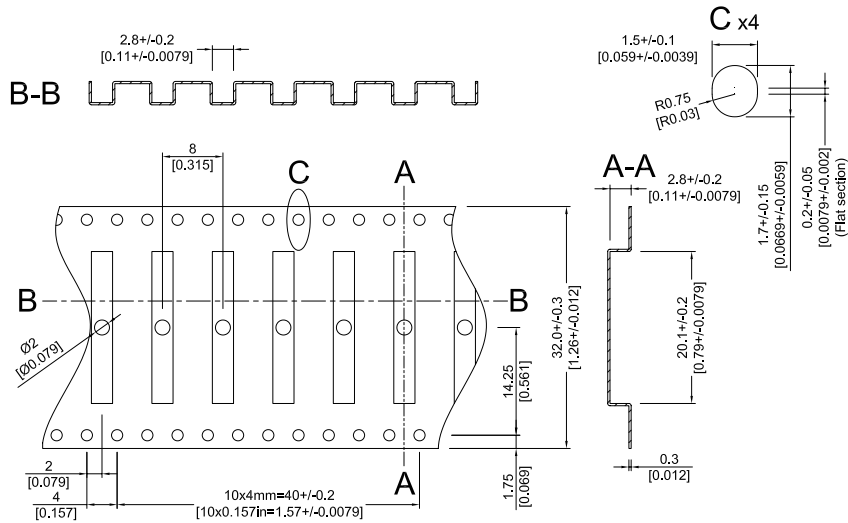 2.8+/-0.2
[0.11+/-0.0079]
B-B
C x4
1.5+/-0.1
[0.059+/-0.0039]
R0.75
[R0.03]
1.7+/-0.15
[0.0669+/-0.0059]
0.2+/-0.05
[0.0079+/-0.002]
(Flat section)
8
[0.315]
C
A
A-A
2.8+/-0.2
[0.11+/-0.0079]
B
B
Ø2
[Ø0.079]
14.25
[0.561]
32.0+/-0.3
[1.26+/-0.012]
20.1+/-0.2
[0.79+/-0.0079]
2
[0.079]
4
[0.157]
10x4mm=40+/-0.2
[10x0.157in=1.57+/-0.0079]
A
1.75
[0.069]
0.3
[0.012]